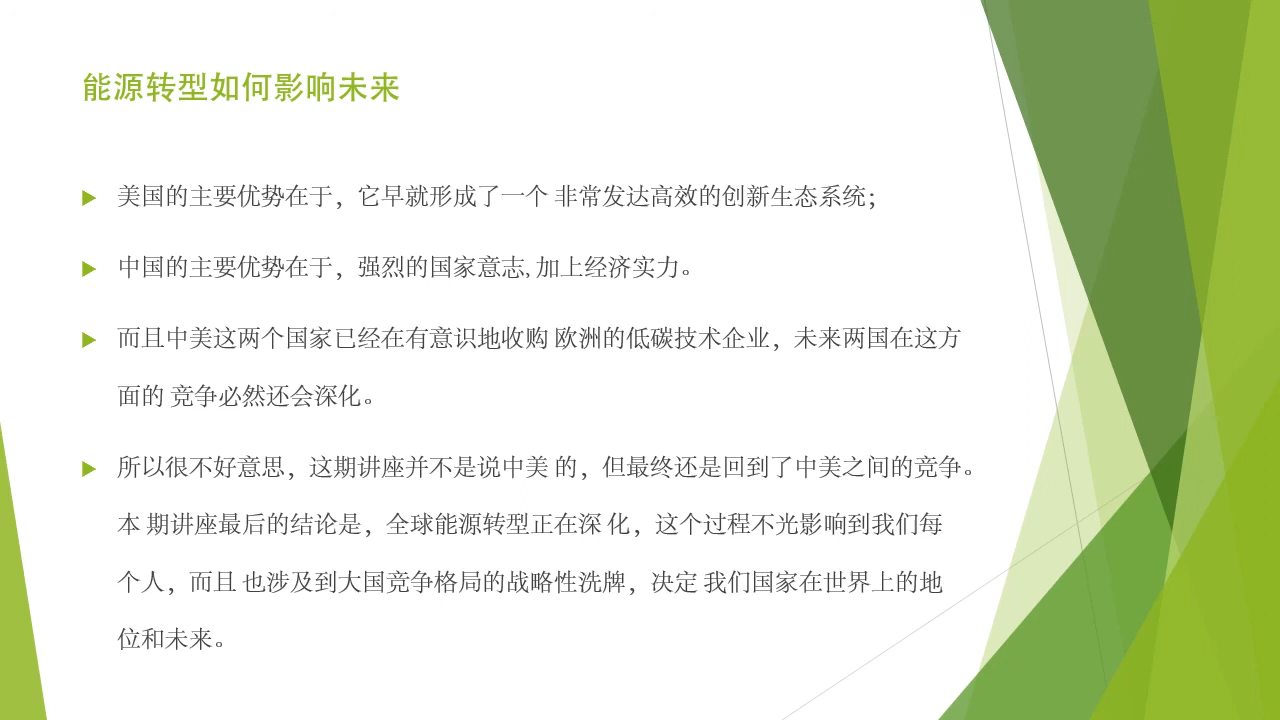 能源转型如何影响未来
美国的主要优势在于，它早就形成了一个 非常发达高效的创新生态系统；
中国的主要优势在于，强烈的国家意志, 加上经济实力。
而且中美这两个国家已经在有意识地收购 欧洲的低碳技术企业，未来两国在这方
面的 竞争必然还会深化。
所以很不好意思，这期讲座并不是说中美 的，但最终还是回到了中美之间的竞争。
本 期讲座最后的结论是，全球能源转型正在深 化，这个过程不光影响到我们每
个人，而且 也涉及到大国竞争格局的战略性洗牌，决定 我们国家在世界上的地
位和未来。